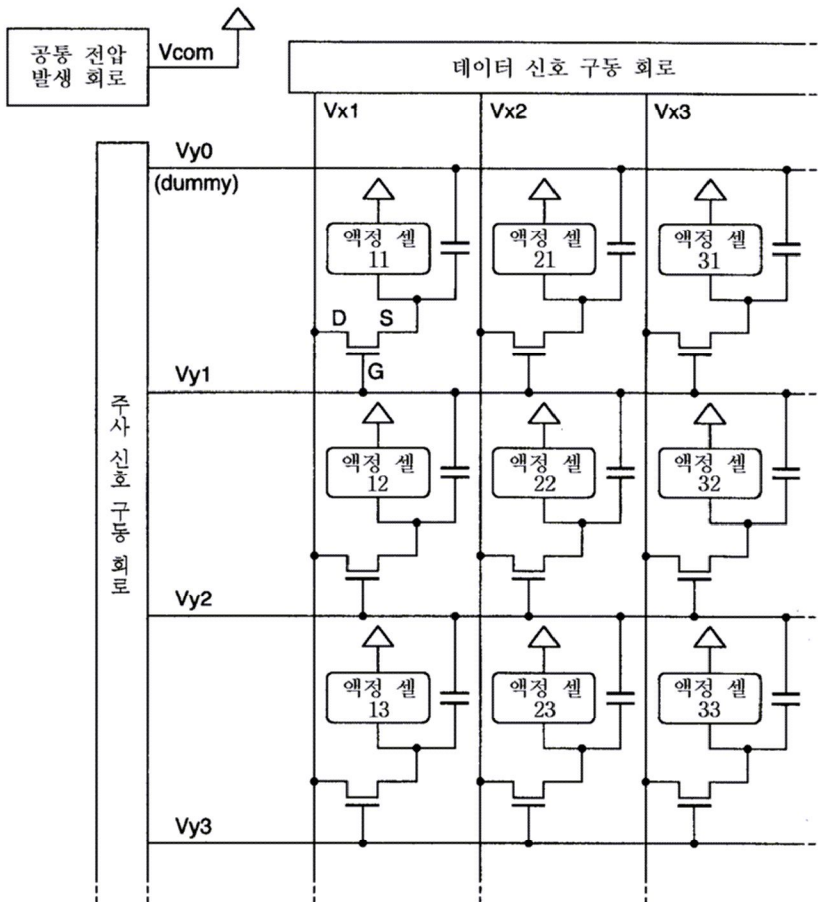 공통 전압
발생 회로
Vcom
데이터 신호 구동 회로
Vx1
Vx2
Vx3
Vy0
(dummy)
액정 셀
11
액정 셀
21
액정 셀
31
D
S
G
Vy1
주사 신호 구동 회로
액정 셀
12
액정 셀
22
액정 셀
32
Vy2
액정 셀
13
액정 셀
23
액정 셀
33
Vy3